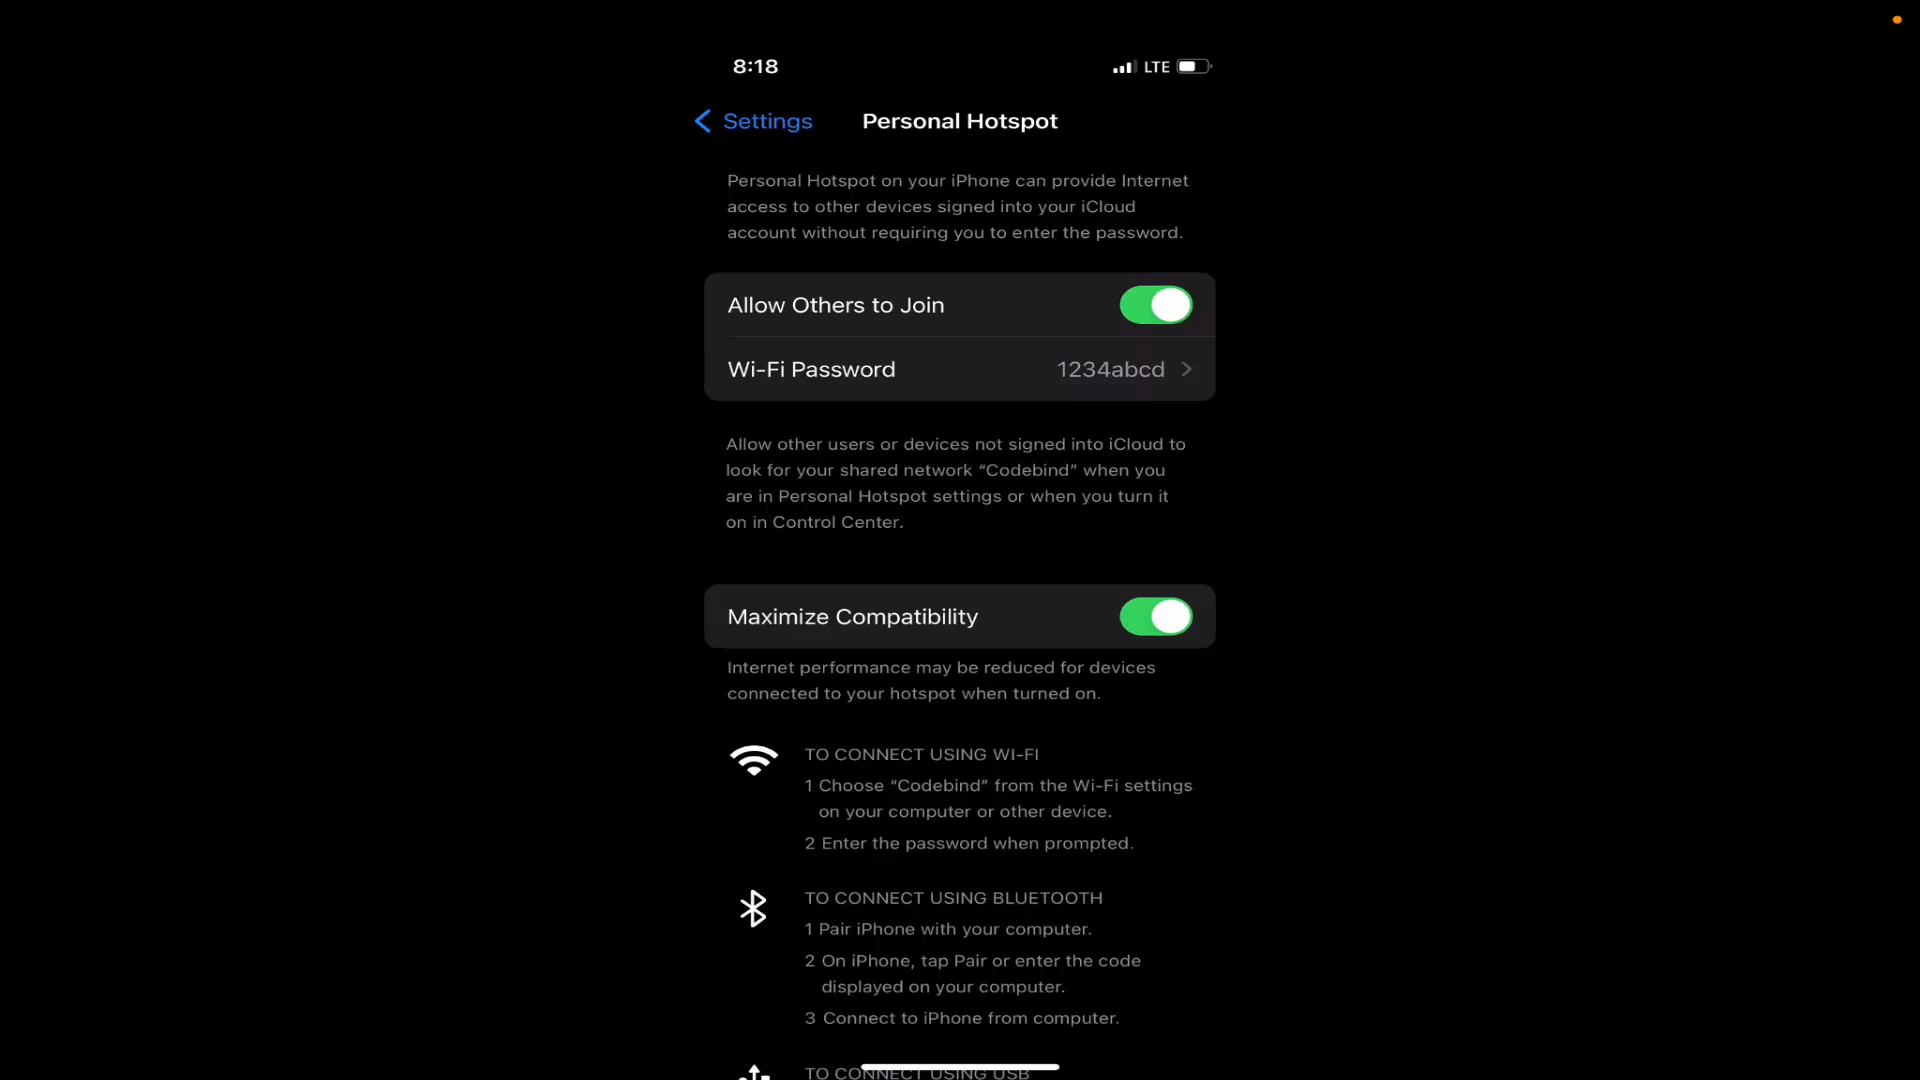 8:18 LTE
Settings Personal Hotspot
Personal Hotspot on your iPhone can provide Internet
access to other devices signed into your iCloud
account without requiring you to enter the password.
Allow Others to Join
Wi-Fi Password 1234abcd
Allow other users or devices not signed into iCloud to
look for your shared network “Codebind” when you
are in Personal Hotspot settings or when you turn it
on in Control Center.
Maximize Compatibility
Internet performance may be reduced for devices
connected to your hotspot when turned on.
TO CONNECT USING WI-FI
1 Choose “Codebind” from the Wi-Fi settings
on your computer or other device.
2 Enter the password when prompted.
TO CONNECT USING BLUETOOTH
1 Pair iPhone with your computer.
2 On iPhone, tap Pair or enter the code
displayed on your computer.
3 Connect to iPhone from computer.
TO CONNECT USING USB